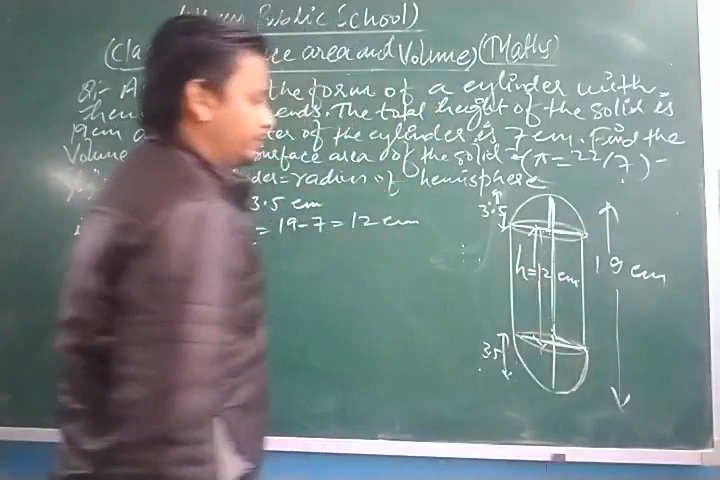 Public School)
(Cla ce area and Volume) (Maths)
Q:- A the form of a cylinder with
hem ends. The total height of the solid is
19cm a ter of the cylinder is 7cm. Find the
Volume surface area of the solid (π = 22/7) -
der = radius of hemisphere
3.5 cm
= 19-7 = 12 cm
3.5
h=12 cm
19 cm
3.5